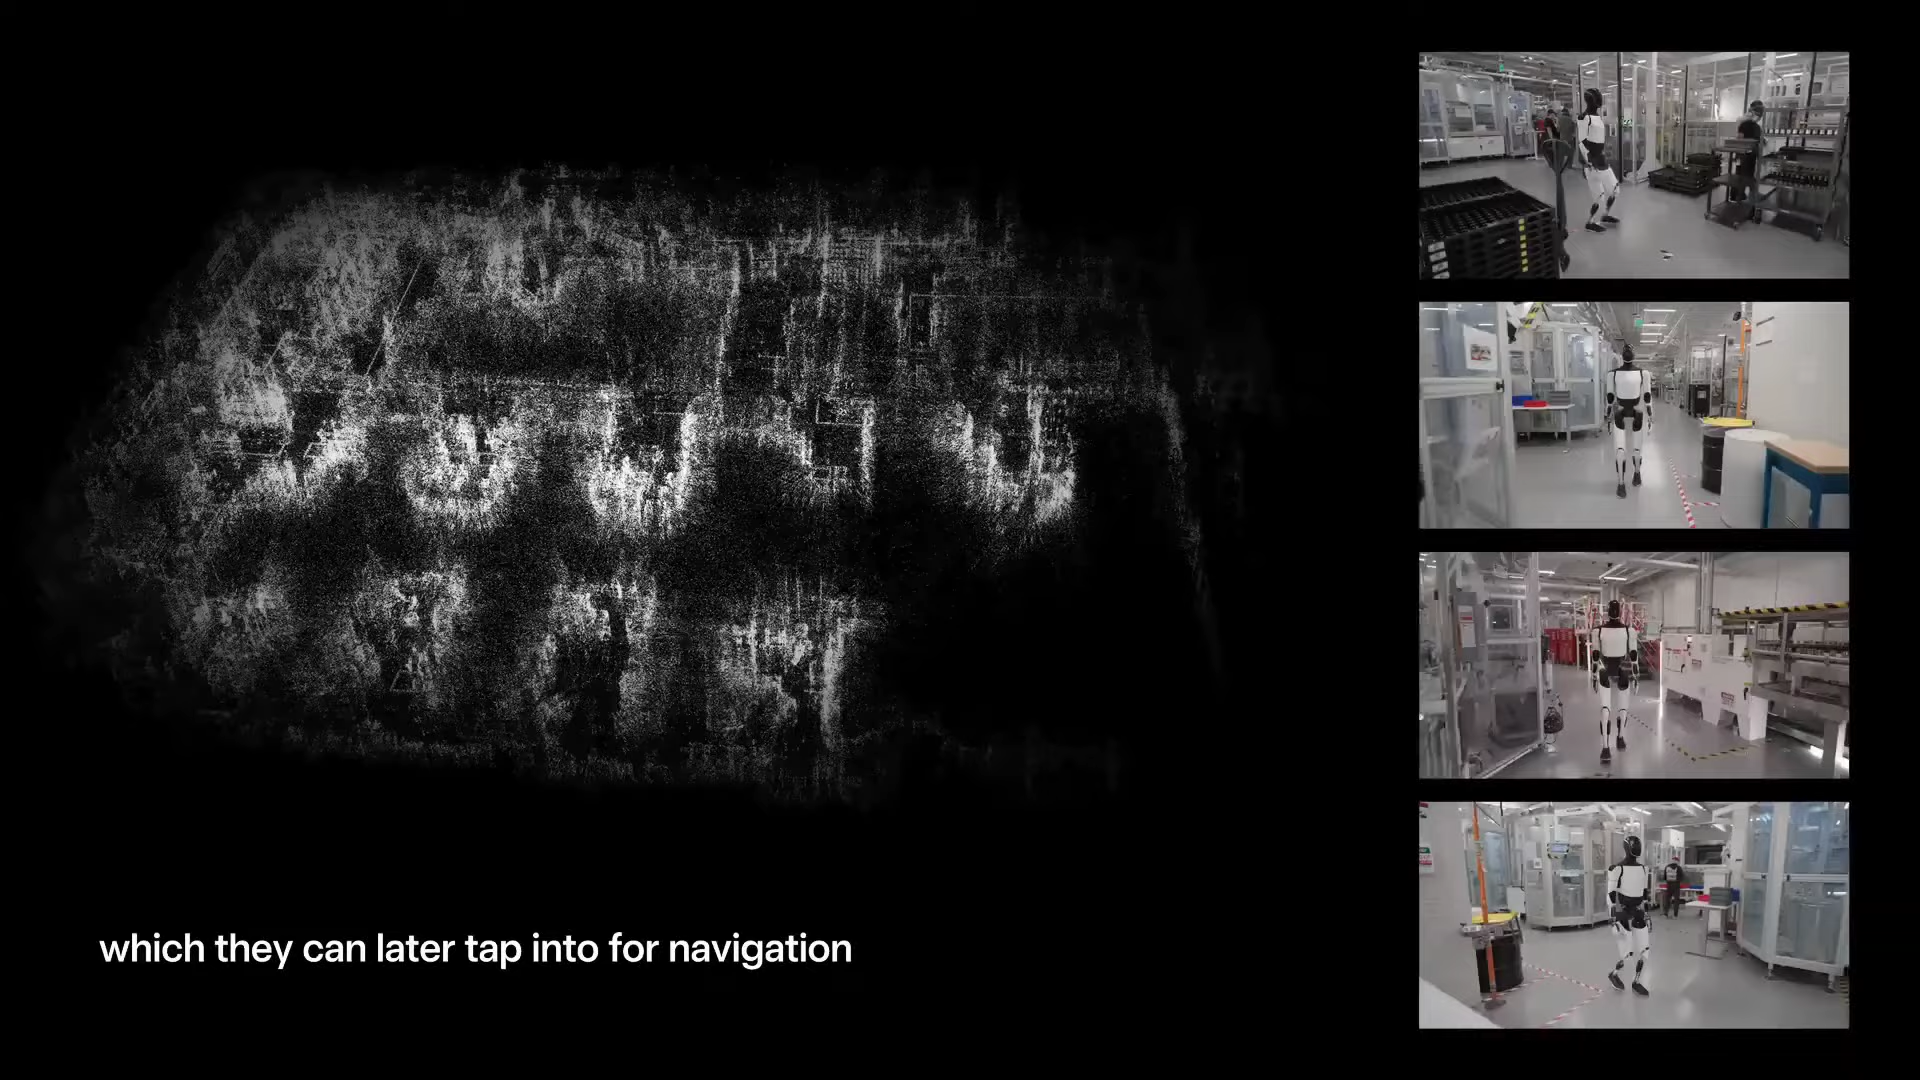 which they can later tap into for navigation